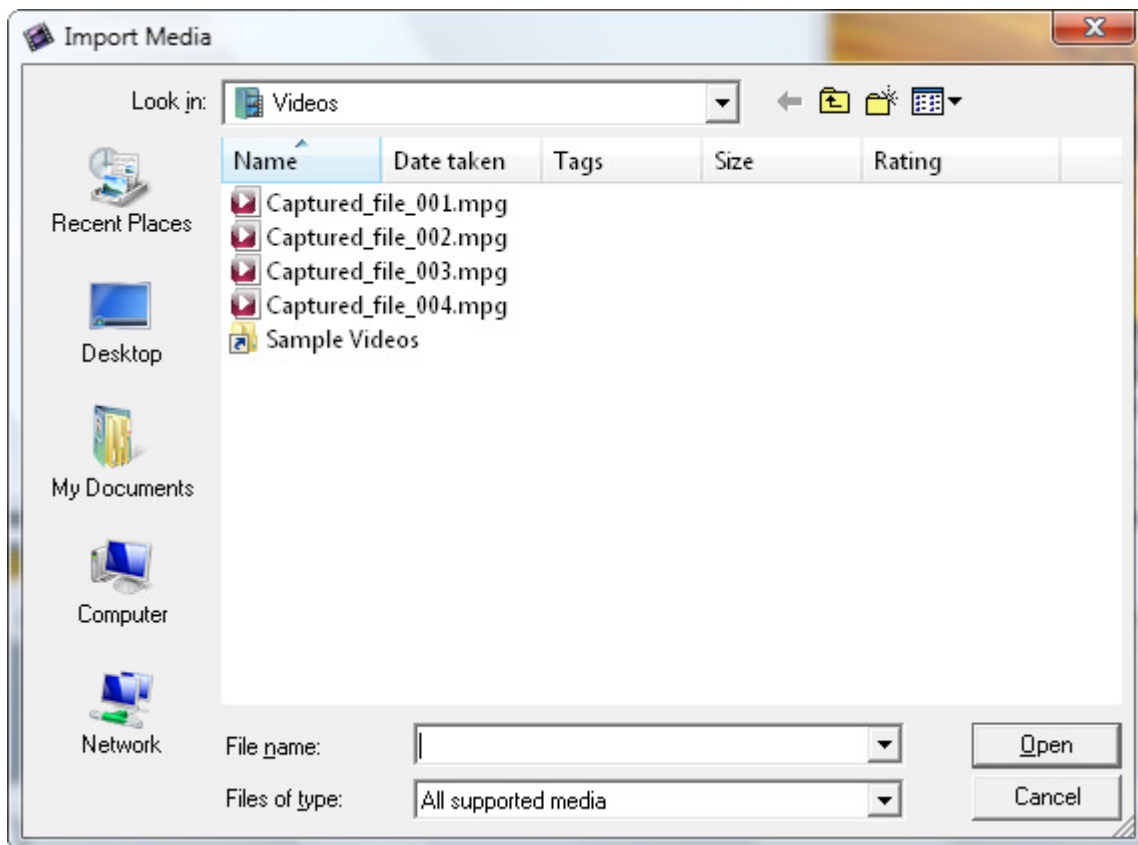 Import Media
Look in: Videos
Name Date taken Tags Size Rating
Captured_file_001.mpg
Captured_file_002.mpg
Captured_file_003.mpg
Captured_file_004.mpg
Sample Videos
Recent Places
Desktop
My Documents
Computer
Network
File name:
Open
Files of type: All supported media
Cancel